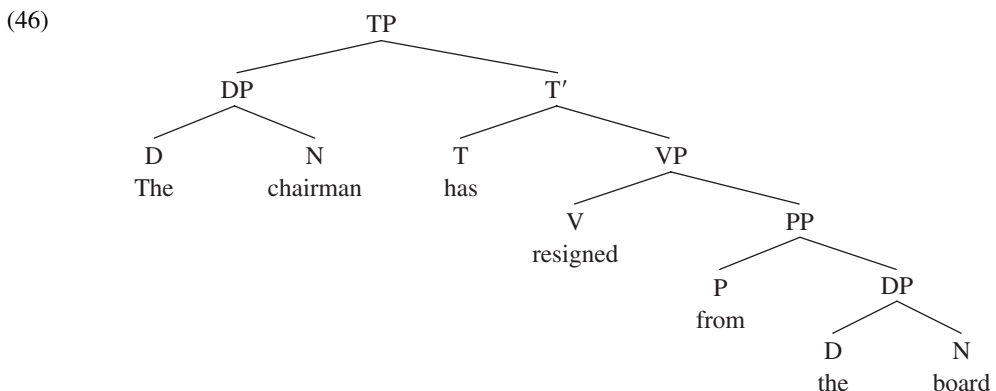 (46)
TP
DP T′
D N T VP
The chairman has
V PP
resigned
P DP
from
D N
the board